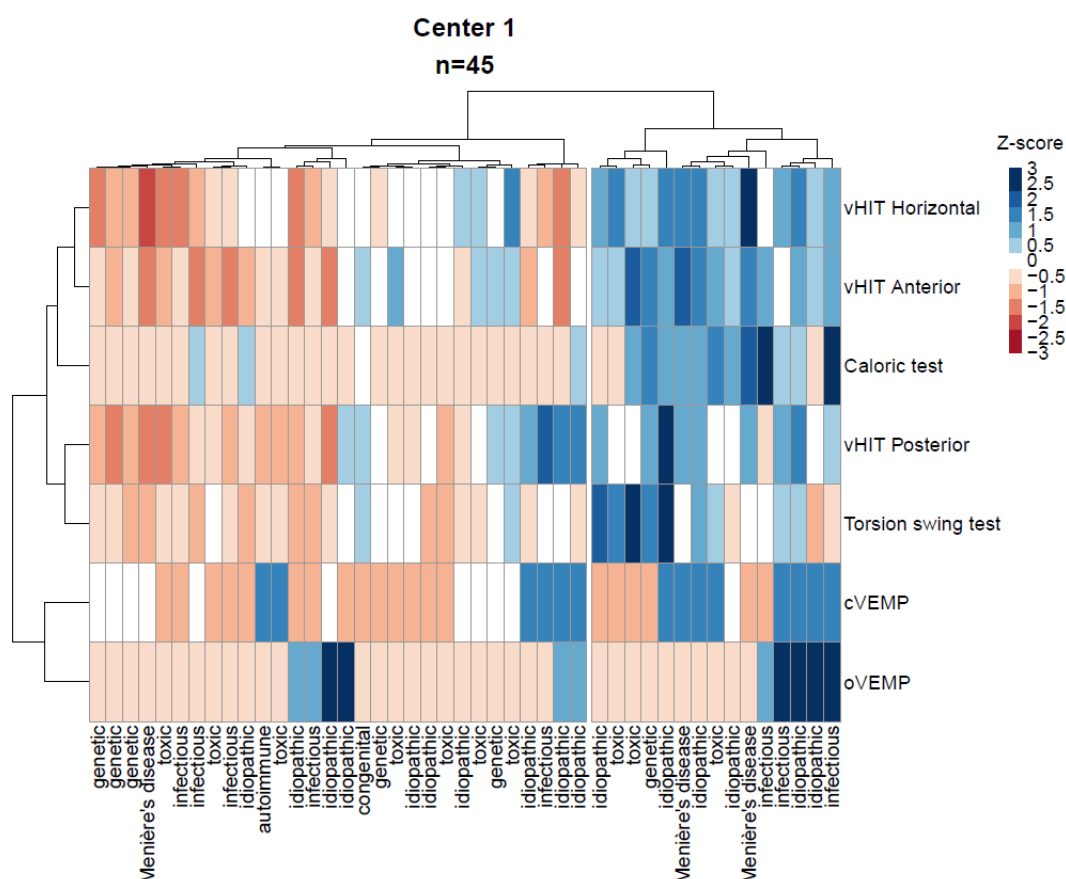 Center 1
n=45
Z-score
3
2.5
2
1.5
1
0.5
0
−0.5
−1
−1.5
−2
−2.5
−3
vHIT Horizontal
vHIT Anterior
Caloric test
vHIT Posterior
Torsion swing test
cVEMP
oVEMP
genetic
genetic
genetic
Menière's disease
toxic
infectious
infectious
toxic
infectious
idiopathic
autoimmune
toxic
idiopathic
infectious
idiopathic
idiopathic
congenital
genetic
toxic
idiopathic
idiopathic
toxic
idiopathic
toxic
genetic
toxic
idiopathic
infectious
idiopathic
idiopathic
idiopathic
toxic
toxic
genetic
idiopathic
Menière's disease
idiopathic
toxic
idiopathic
Menière's disease
infectious
infectious
idiopathic
idiopathic
infectious